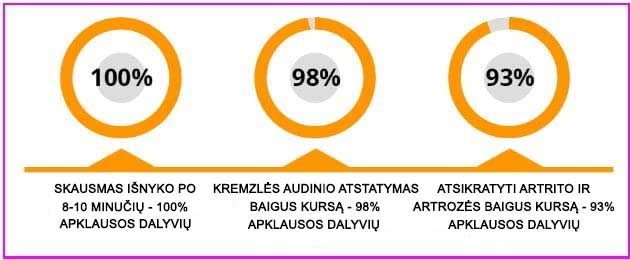 100%
98%
93%
SKAUSMAS IŠNYKO PO
8-10 MINUČIŲ - 100%
APKLAUSOS DALYVIŲ
KREMZLĖS AUDINIO ATSTATYMAS
BAIGUS KURSĄ - 98%
APKLAUSOS DALYVIŲ
ATSIKRATYTI ARTRITO IR
ARTROZĖS BAIGUS KURSĄ - 93%
APKLAUSOS DALYVIŲ